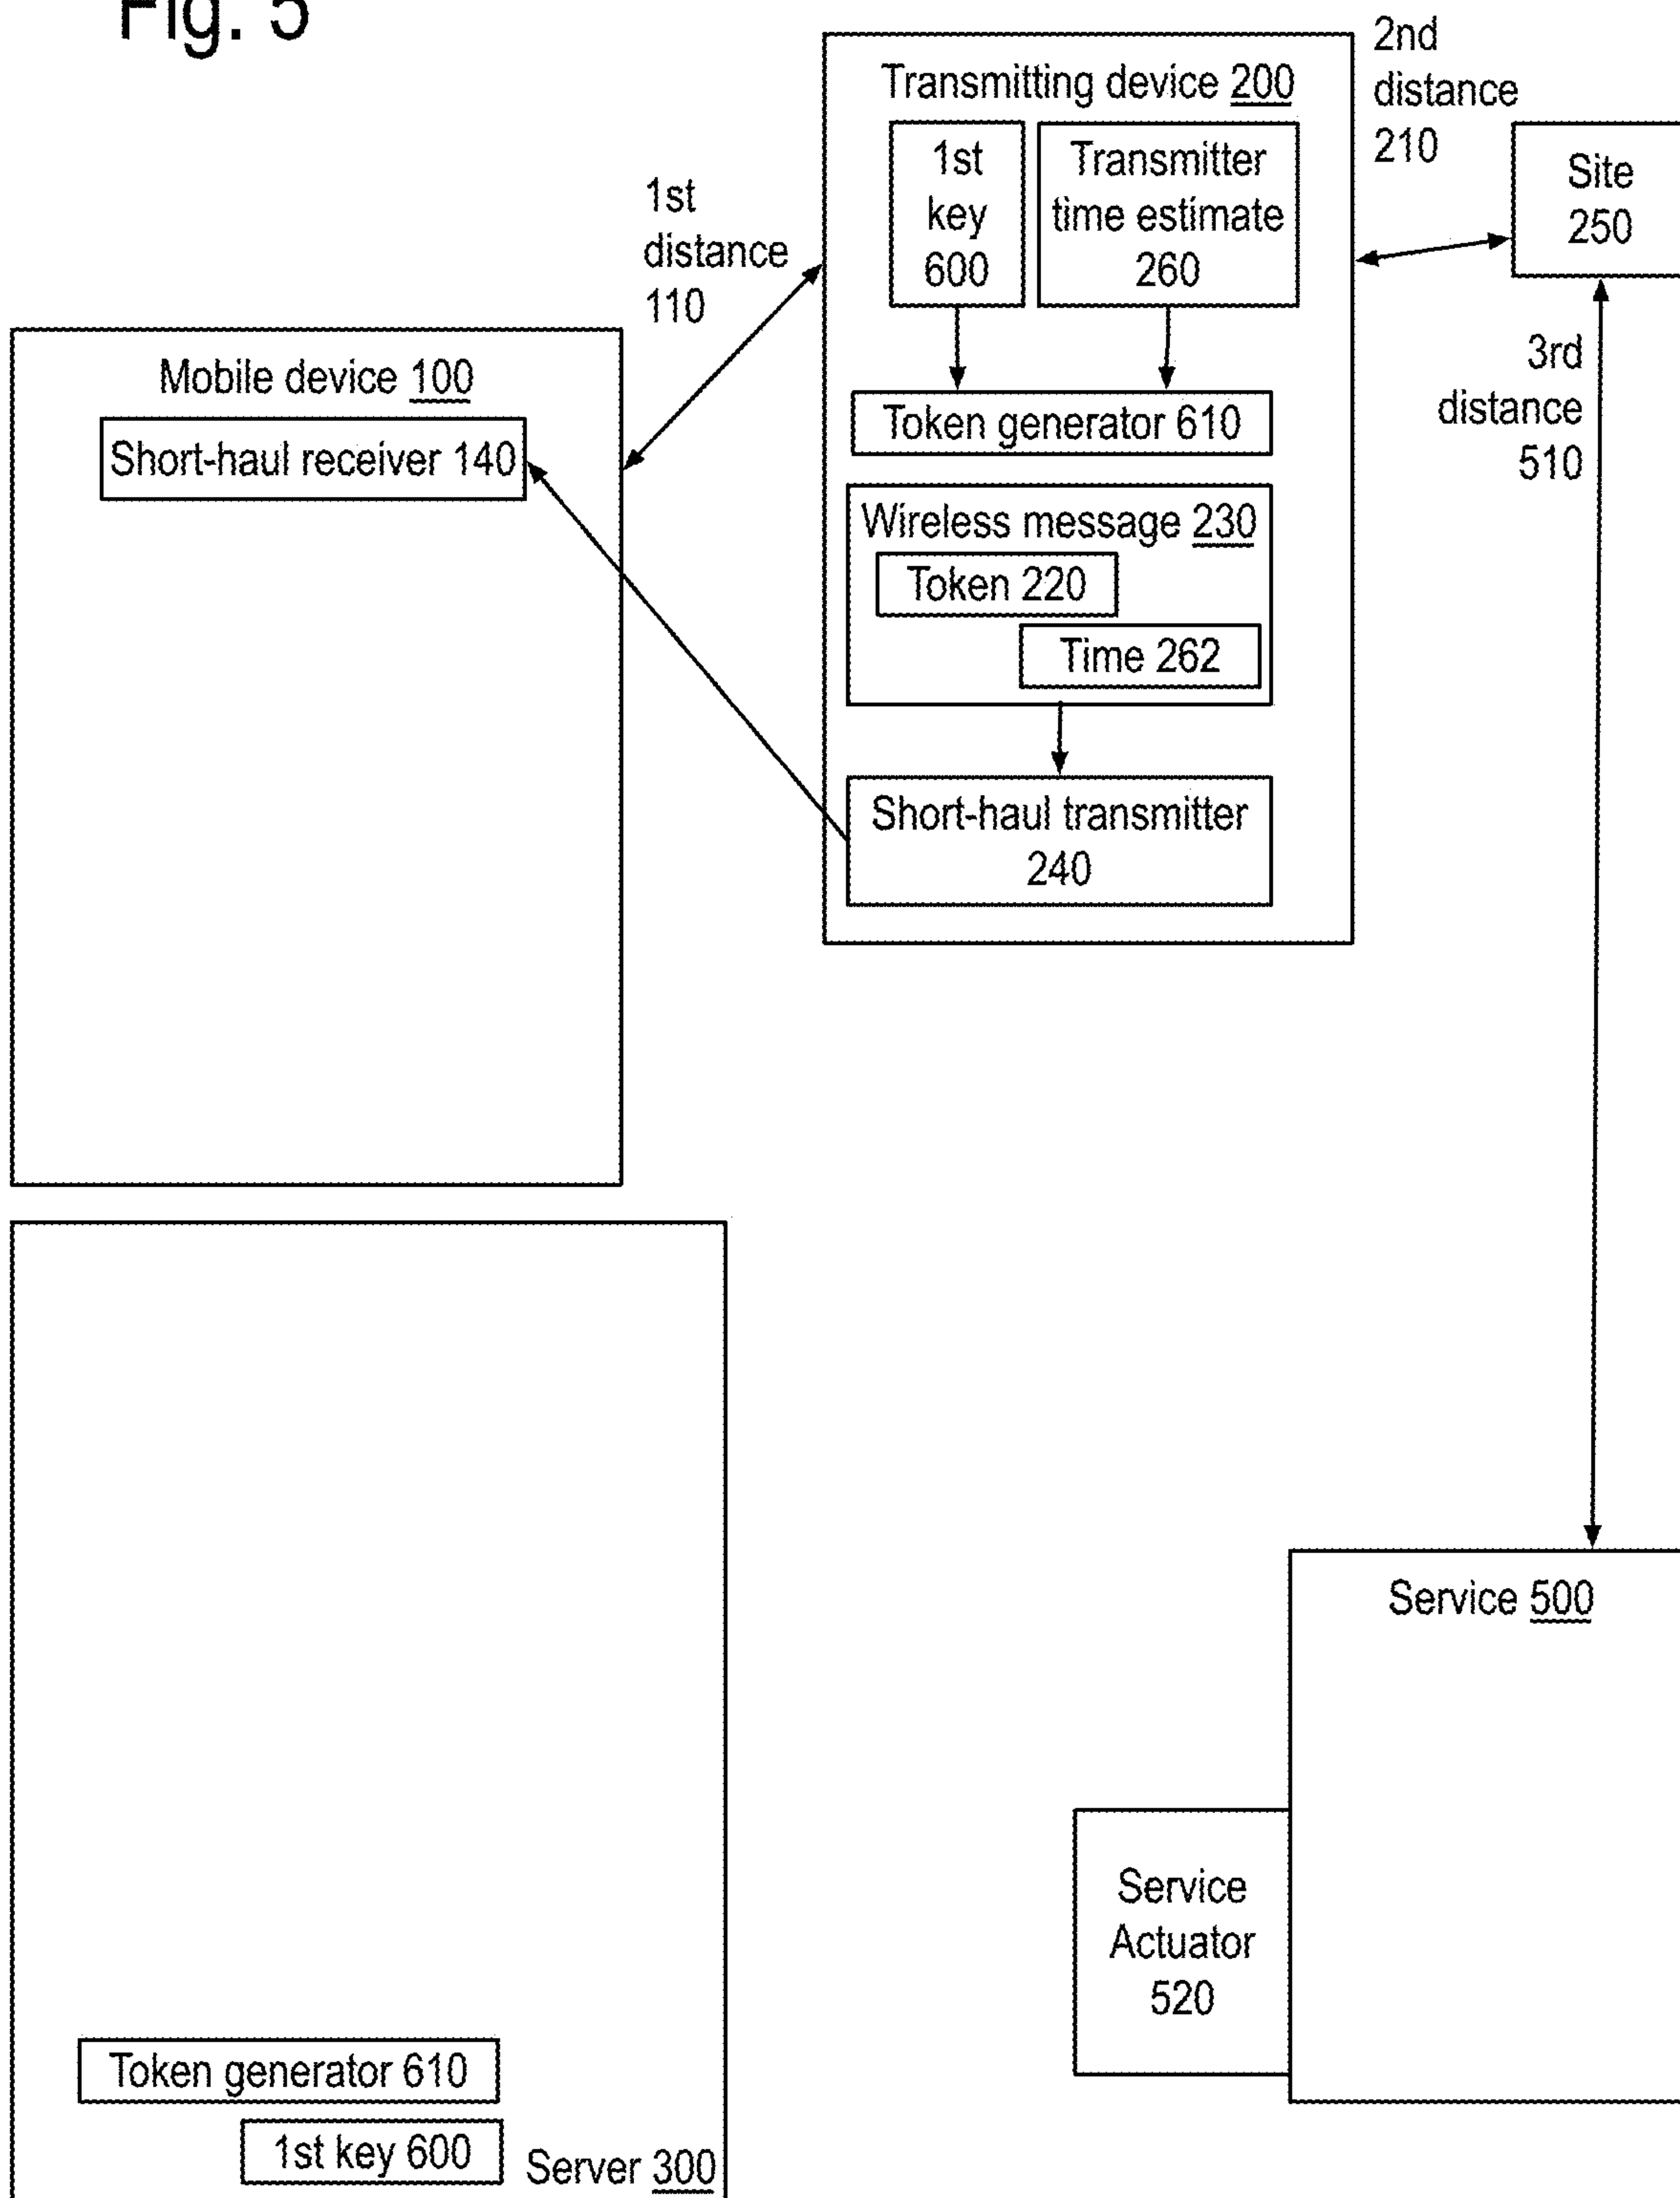 Fig. 5
Transmitting device 200
1st
key
600
Transmitter
time estimate
260
Token generator 610
Wireless message 230
Token 220
Time 262
Short-haul transmitter
240
2nd
distance
210
Site
250
1st
distance
110
3rd
distance
510
Mobile device 100
Short-haul receiver 140
Service 500
Service
Actuator
520
Token generator 610
1st key 600
Server 300